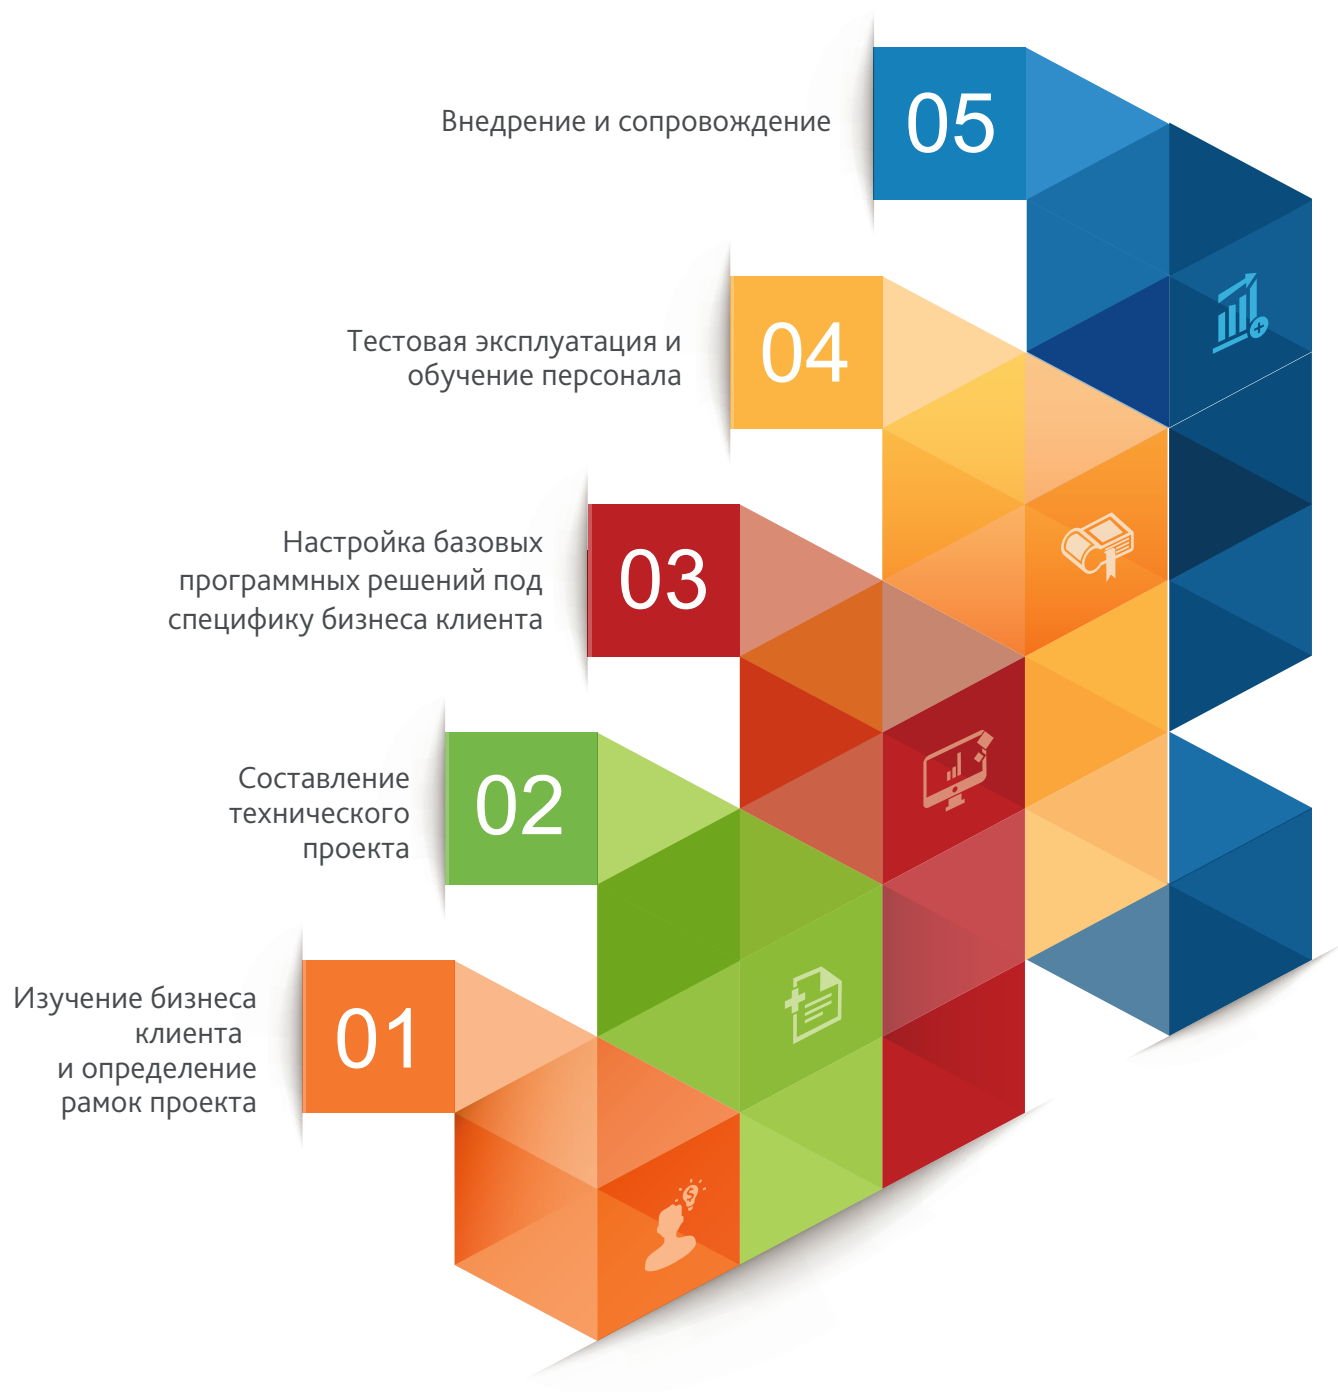 Внедрение и сопровождение
05
Тестовая эксплуатация и
обучение персонала
04
Настройка базовых
программных решений под
специфику бизнеса клиента
03
Составление
технического
проекта
02
Изучение бизнеса
клиента
и определение
рамок проекта
01